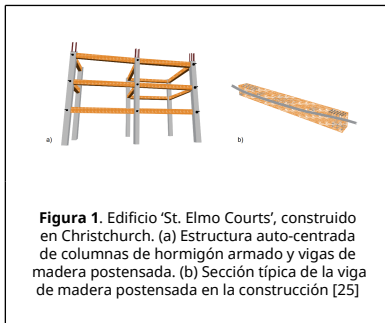 a)
b)
Figura 1. Edificio ‘St. Elmo Courts’, construido
en Christchurch. (a) Estructura auto-centrada
de columnas de hormigón armado y vigas de
madera postensada. (b) Sección típica de la viga
de madera postensada en la construcción [25]